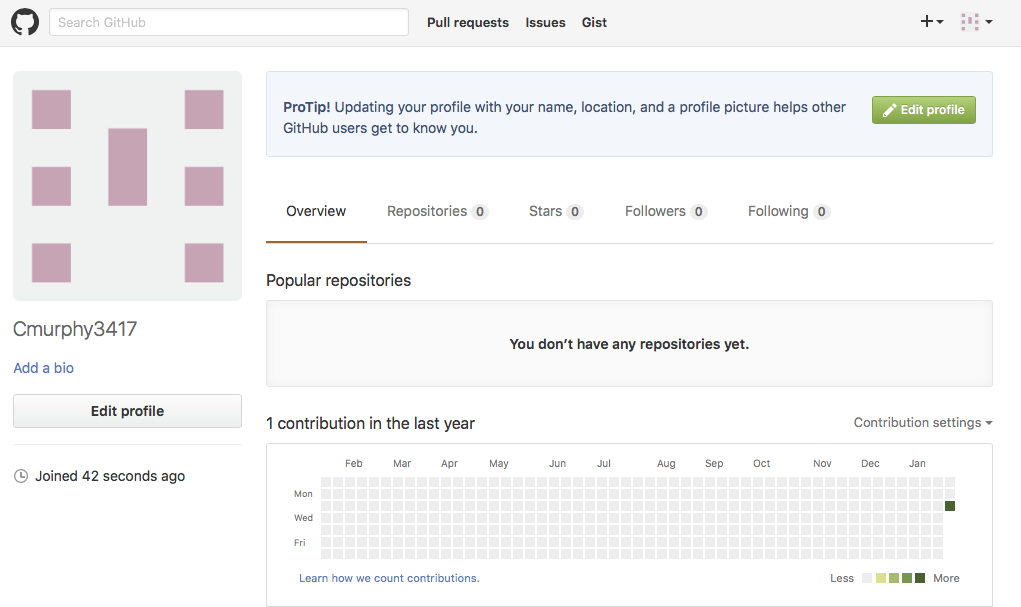 Search GitHub
Pull requests Issues Gist
ProTip! Updating your profile with your name, location, and a profile picture helps other
GitHub users get to know you.
Edit profile
Overview Repositories 0 Stars 0 Followers 0 Following 0
Popular repositories
You don’t have any repositories yet.
Cmurphy3417
Add a bio
Edit profile
Joined 42 seconds ago
1 contribution in the last year
Contribution settings
Feb Mar Apr May Jun Jul Aug Sep Oct Nov Dec Jan
Mon
Wed
Fri
Learn how we count contributions.
Less More